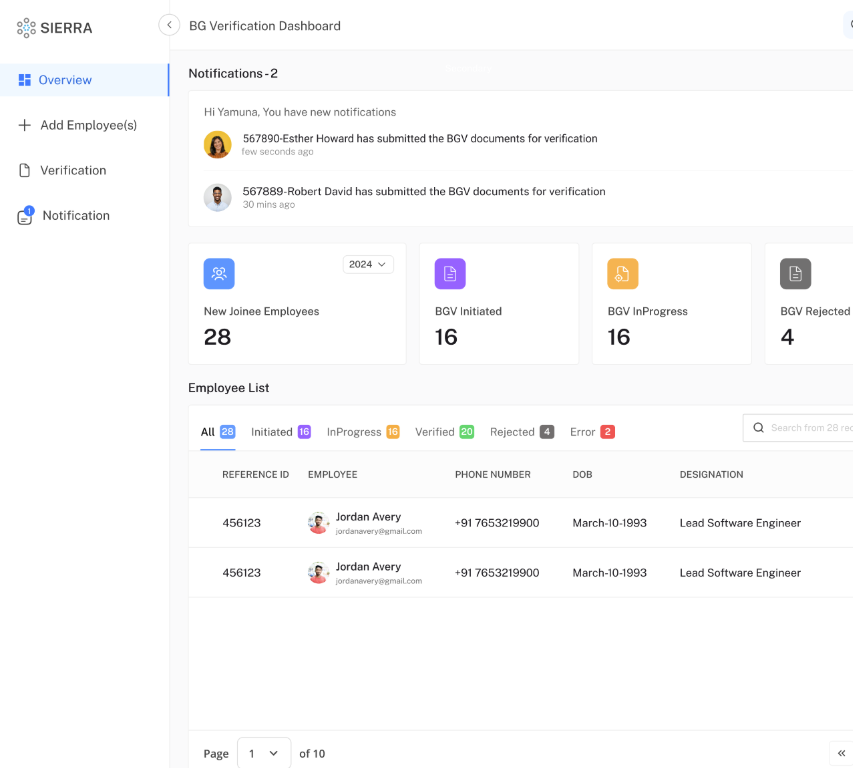 SIERRA
BG Verification Dashboard
Overview
Add Employee(s)
Verification
1
Notification
Notifications-2
Hi Yamuna, You have new notifications
567890-Esther Howard has submitted the BGV documents for verification
few seconds ago
567889-Robert David has submitted the BGV documents for verification
30 mins ago
2024
New Joinee Employees
28
BGV Initiated
16
BGV InProgress
16
BGV Rejected
4
Employee List
All 28 Initiated 16 InProgress 16 Verified 20 Rejected 4 Error 2
Search from 28 rec
REFERENCE ID EMPLOYEE PHONE NUMBER DOB DESIGNATION
456123 Jordan Avery +91 7653219900 March-10-1993 Lead Software Engineer
jordanavery@gmail.com
456123 Jordan Avery +91 7653219900 March-10-1993 Lead Software Engineer
jordanavery@gmail.com
Page 1 of 10 «